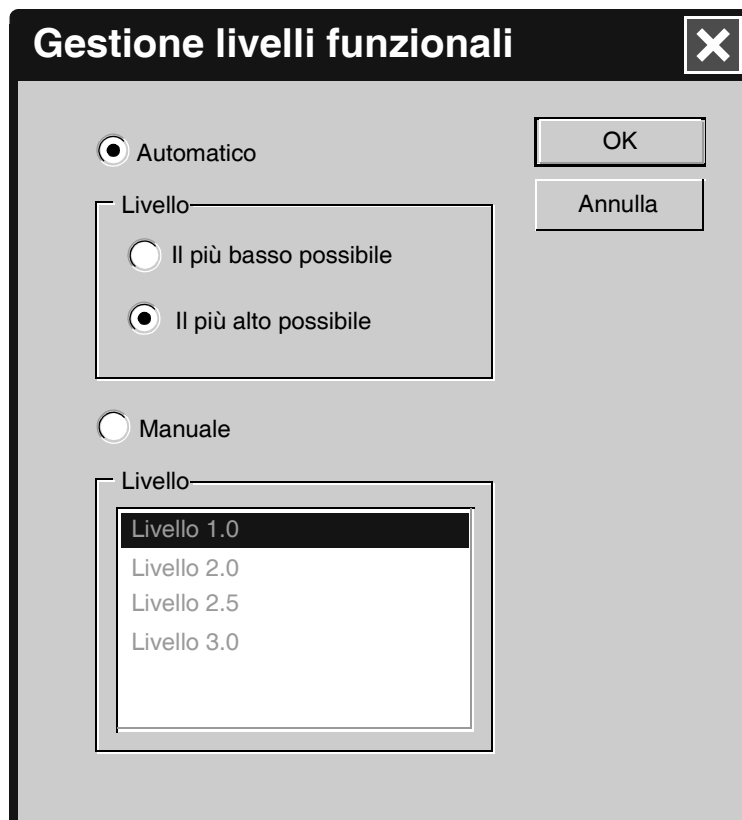 Gestione livelli funzionali
Automatico
OK
Annulla
Livello
Il più basso possibile
Il più alto possibile
Manuale
Livello
Livello 1.0
Livello 2.0
Livello 2.5
Livello 3.0